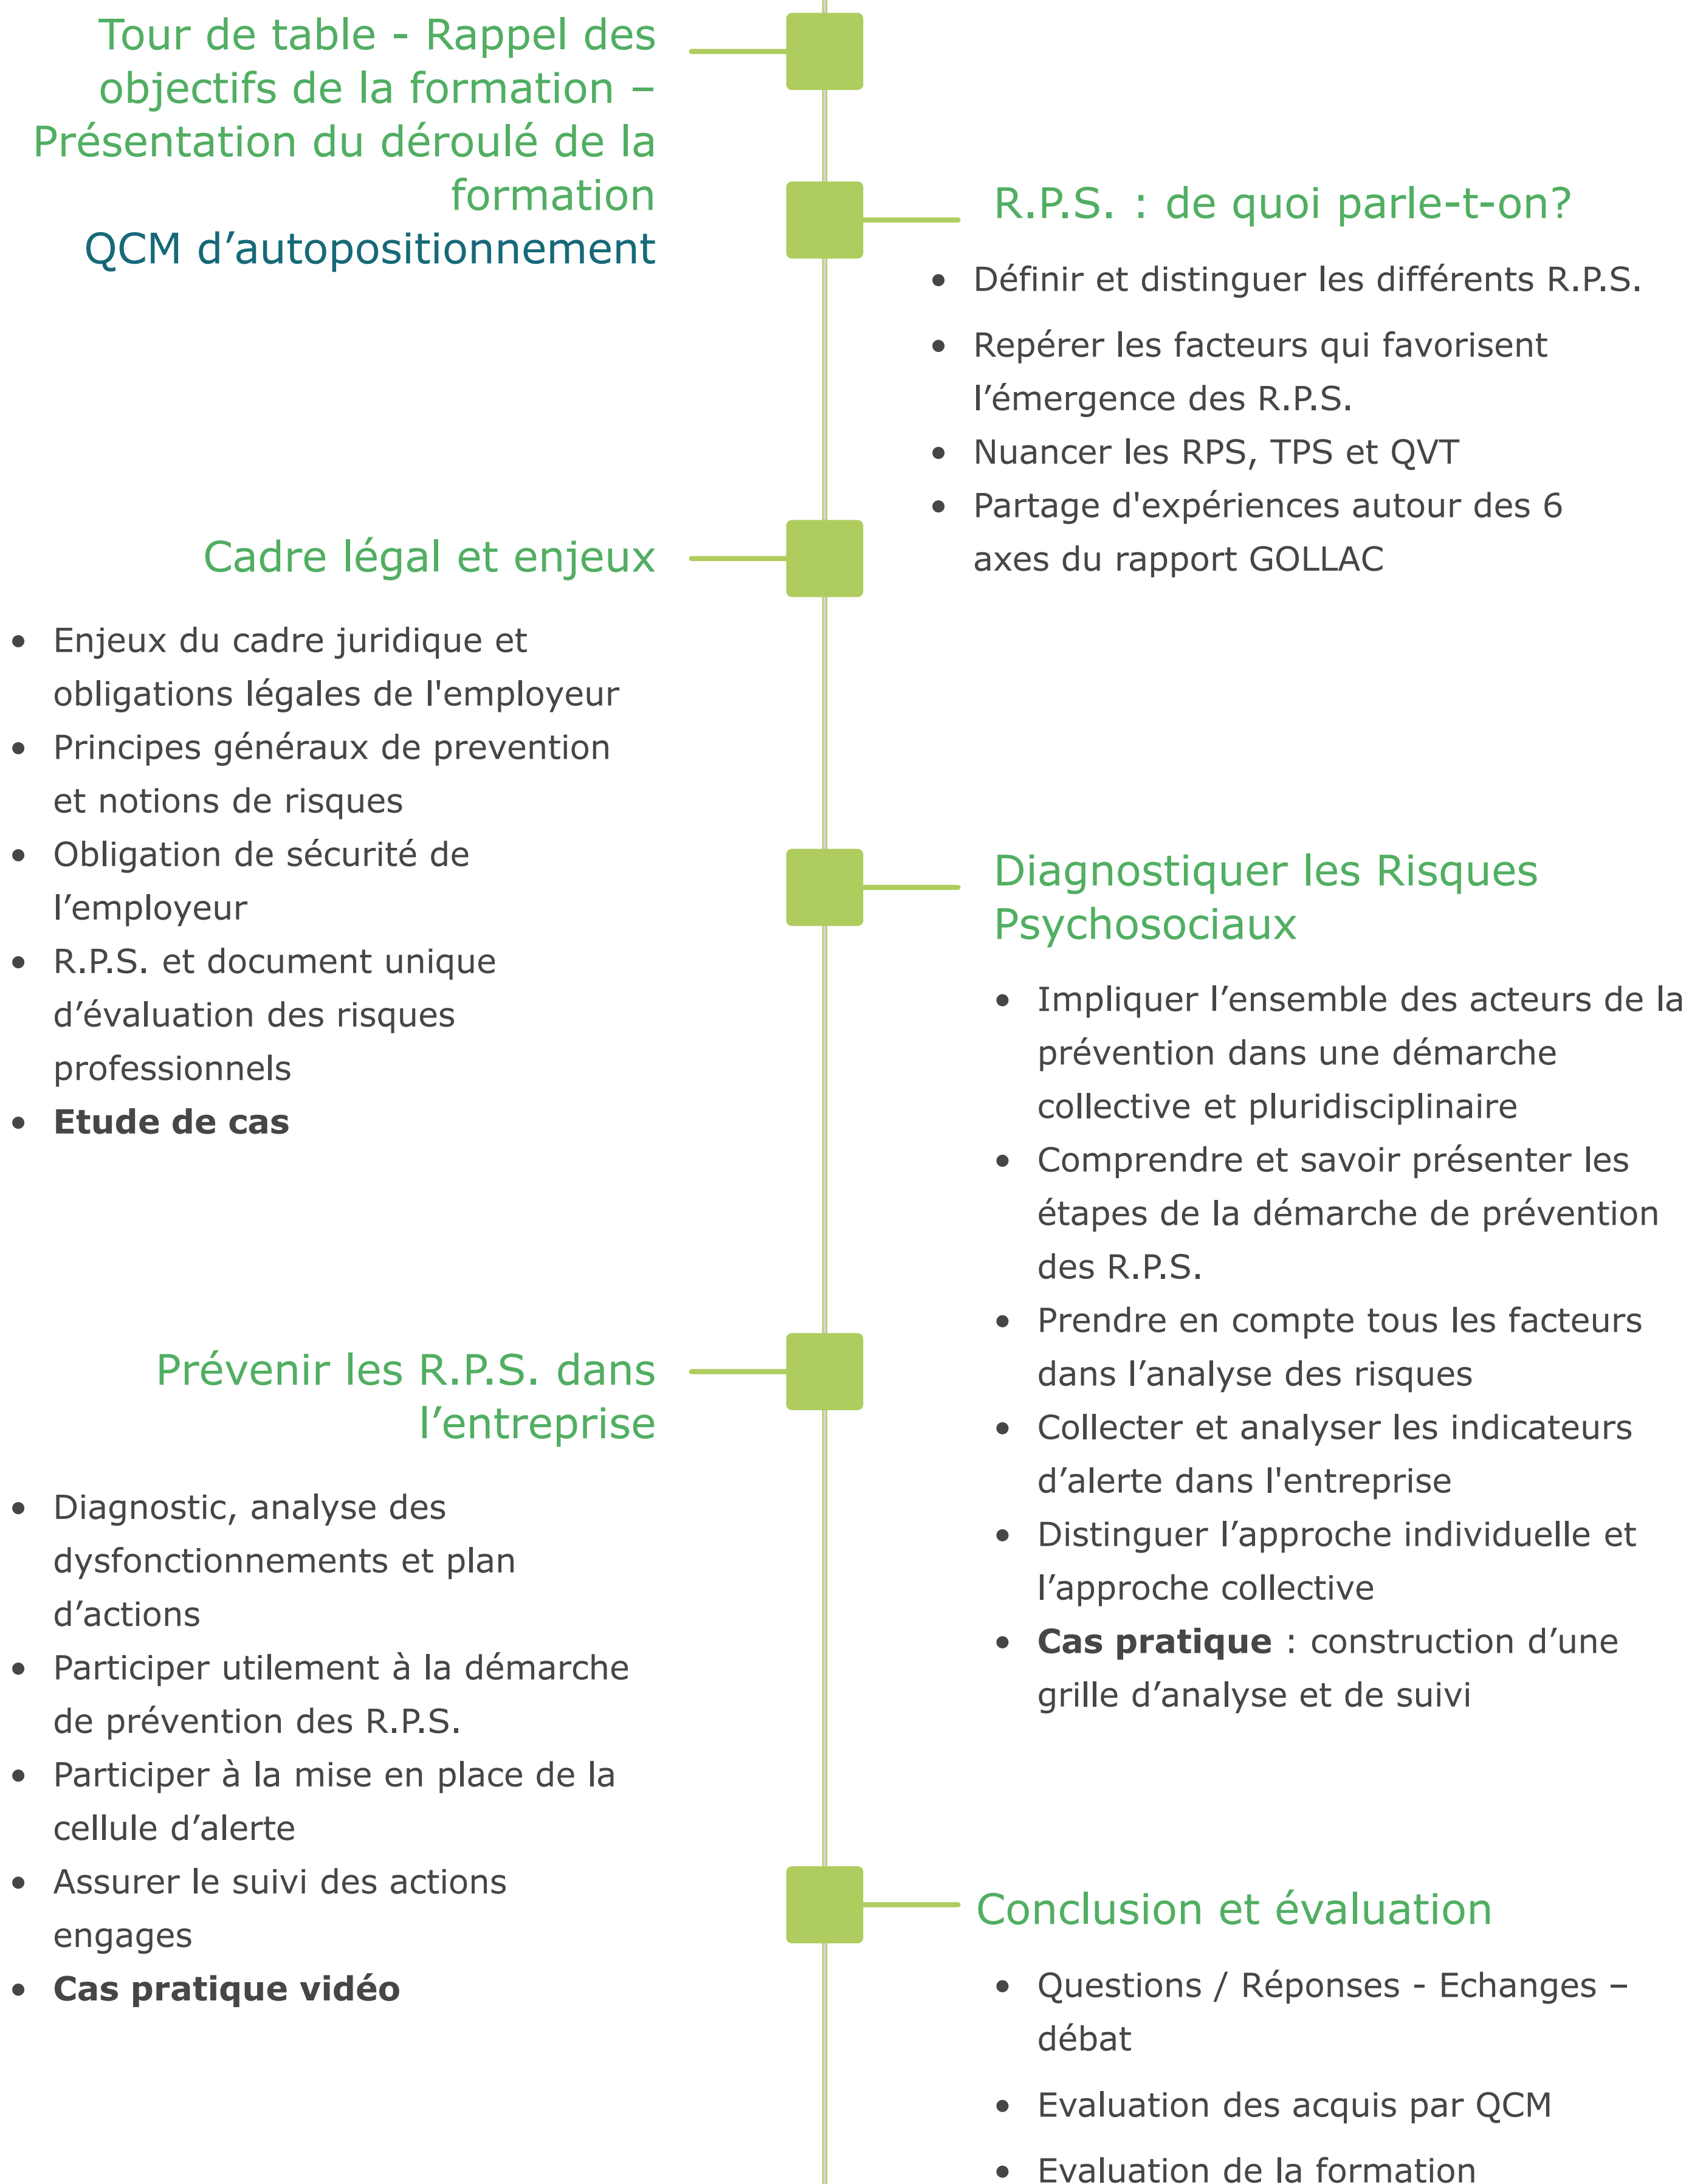 Tour de table - Rappel des
objectifs de la formation –
Présentation du déroulé de la
formation
QCM d’autopositionnement
R.P.S. : de quoi parle-t-on?
• Définir et distinguer les différents R.P.S.
• Repérer les facteurs qui favorisent
l’émergence des R.P.S.
• Nuancer les RPS, TPS et QVT
• Partage d'expériences autour des 6
axes du rapport GOLLAC
Cadre légal et enjeux
• Enjeux du cadre juridique et
obligations légales de l'employeur
• Principes généraux de prevention
et notions de risques
• Obligation de sécurité de
l’employeur
• R.P.S. et document unique
d’évaluation des risques
professionnels
• Etude de cas
Diagnostiquer les Risques
Psychosociaux
• Impliquer l’ensemble des acteurs de la
prévention dans une démarche
collective et pluridisciplinaire
• Comprendre et savoir présenter les
étapes de la démarche de prévention
des R.P.S.
• Prendre en compte tous les facteurs
dans l’analyse des risques
• Collecter et analyser les indicateurs
d’alerte dans l'entreprise
• Distinguer l’approche individuelle et
l’approche collective
• Cas pratique : construction d’une
grille d’analyse et de suivi
Prévenir les R.P.S. dans
l’entreprise
• Diagnostic, analyse des
dysfonctionnements et plan
d’actions
• Participer utilement à la démarche
de prévention des R.P.S.
• Participer à la mise en place de la
cellule d’alerte
• Assurer le suivi des actions
engages
• Cas pratique vidéo
Conclusion et évaluation
• Questions / Réponses - Echanges –
débat
• Evaluation des acquis par QCM
• Evaluation de la formation